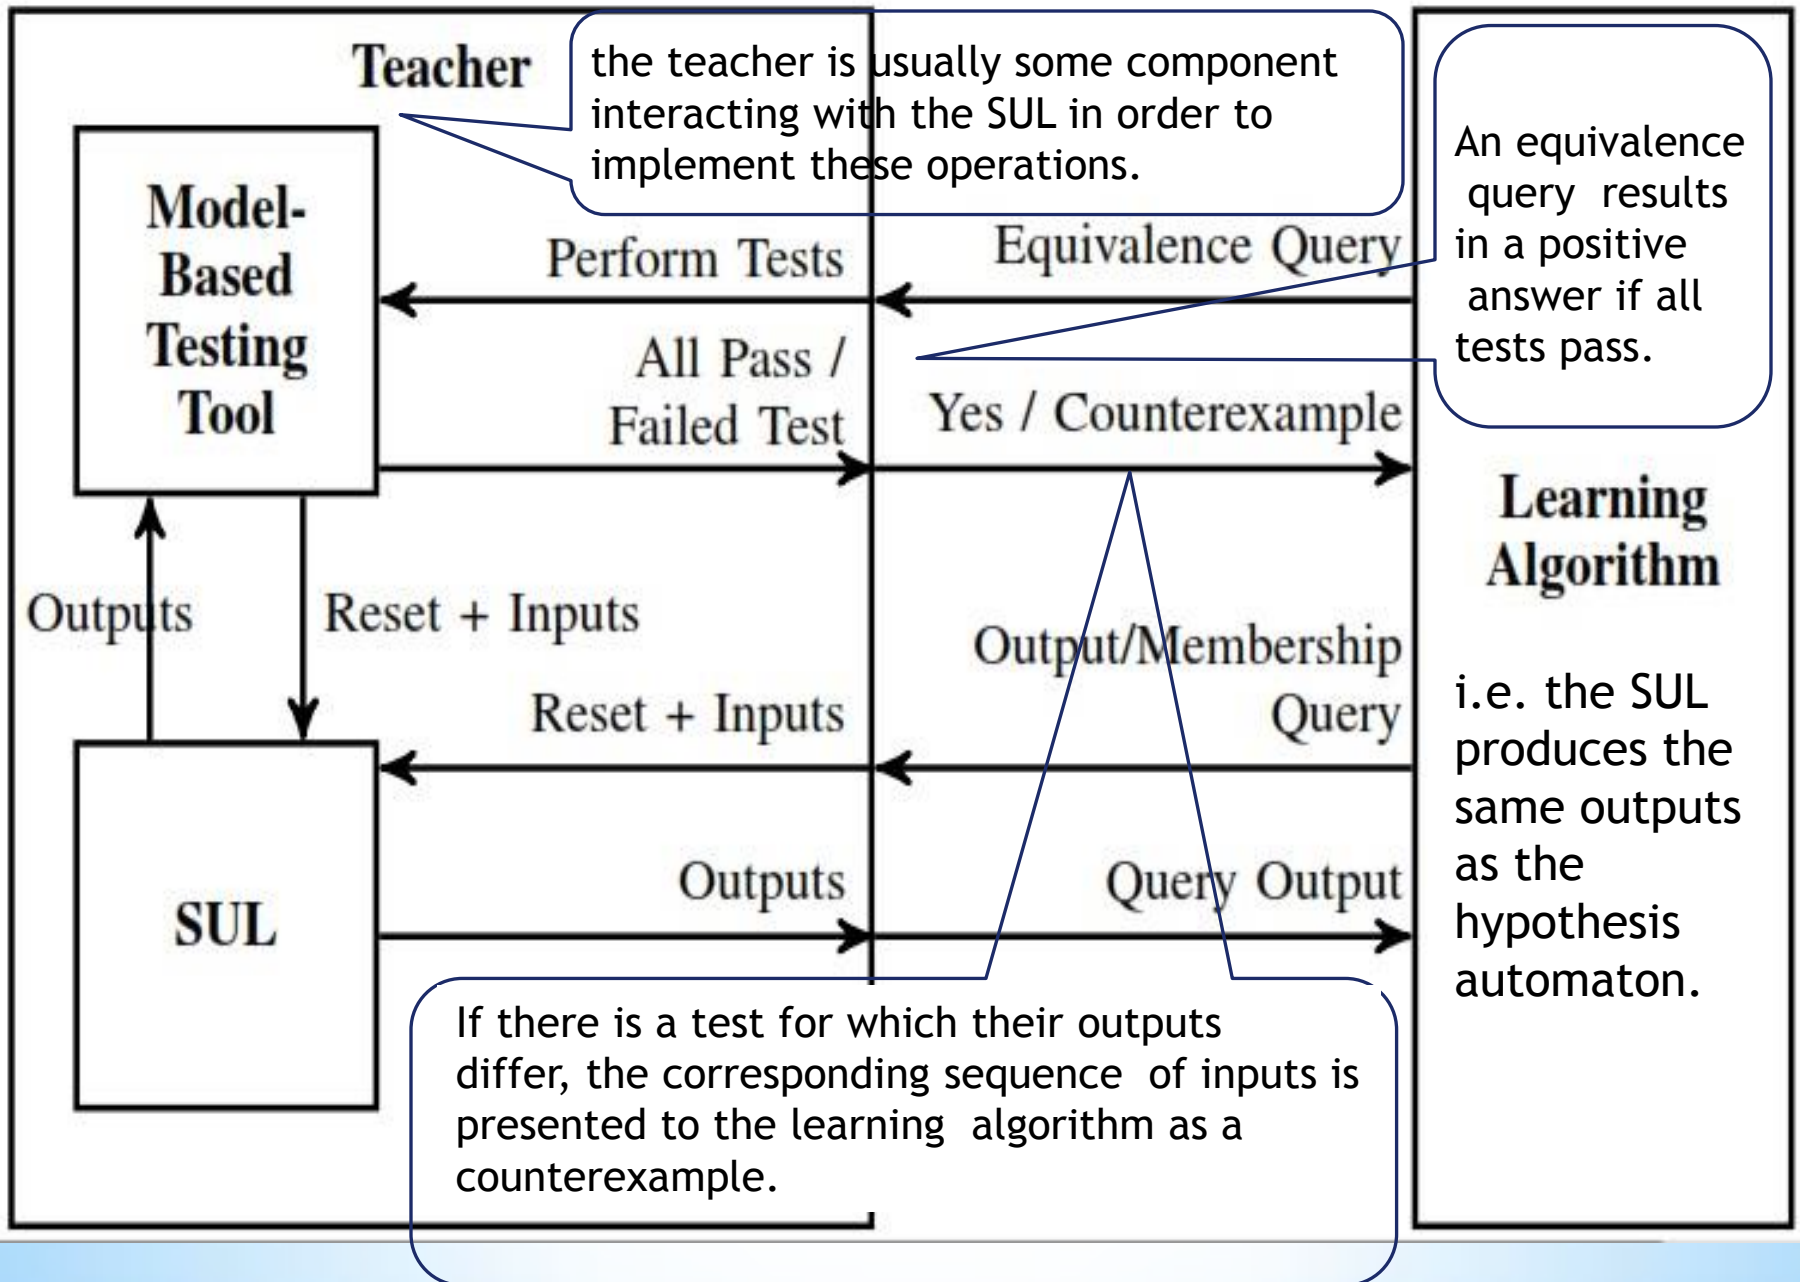 Teacher
the teacher is usually some component
interacting with the SUL in order to
implement these operations.
Model-
Based
Testing
Tool
Perform Tests
Equivalence Query
An equivalence
query results
in a positive
answer if all
tests pass.
All Pass /
Failed Test
Yes / Counterexample
Learning
Algorithm
i.e. the SUL
produces the
same outputs
as the
hypothesis
automaton.
Outputs
Reset + Inputs
Output/Membership
Query
Reset + Inputs
SUL
Outputs
Query Output
If there is a test for which their outputs
differ, the corresponding sequence of inputs is
presented to the learning algorithm as a
counterexample.